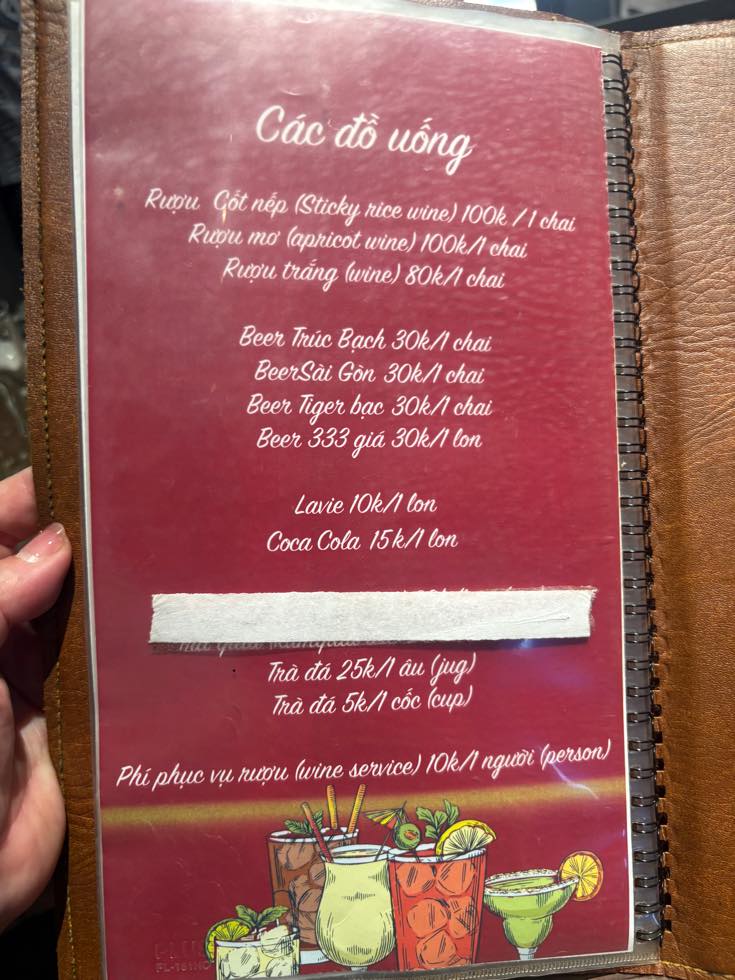 Các đồ uống
Rượu Cốt nếp (Sticky rice wine) 100k / 1 chai
Rượu mơ (apricot wine) 100k/1 chai
Rượu trắng (wine) 80k/1 chai
Beer Trúc Bạch 30k/1 chai
BeerSài Gòn 30k/1 chai
Beer Tiger bạc 30k/1 chai
Beer 333 giá 30k/1 lon
Lavie 10k/1 lon
Coca Cola 15k/1 lon
Trà đá 25k/1 âu (jug)
Trà đá 5k/1 cốc (cup)
Phí phục vụ rượu (wine service) 10k/1 người (person)